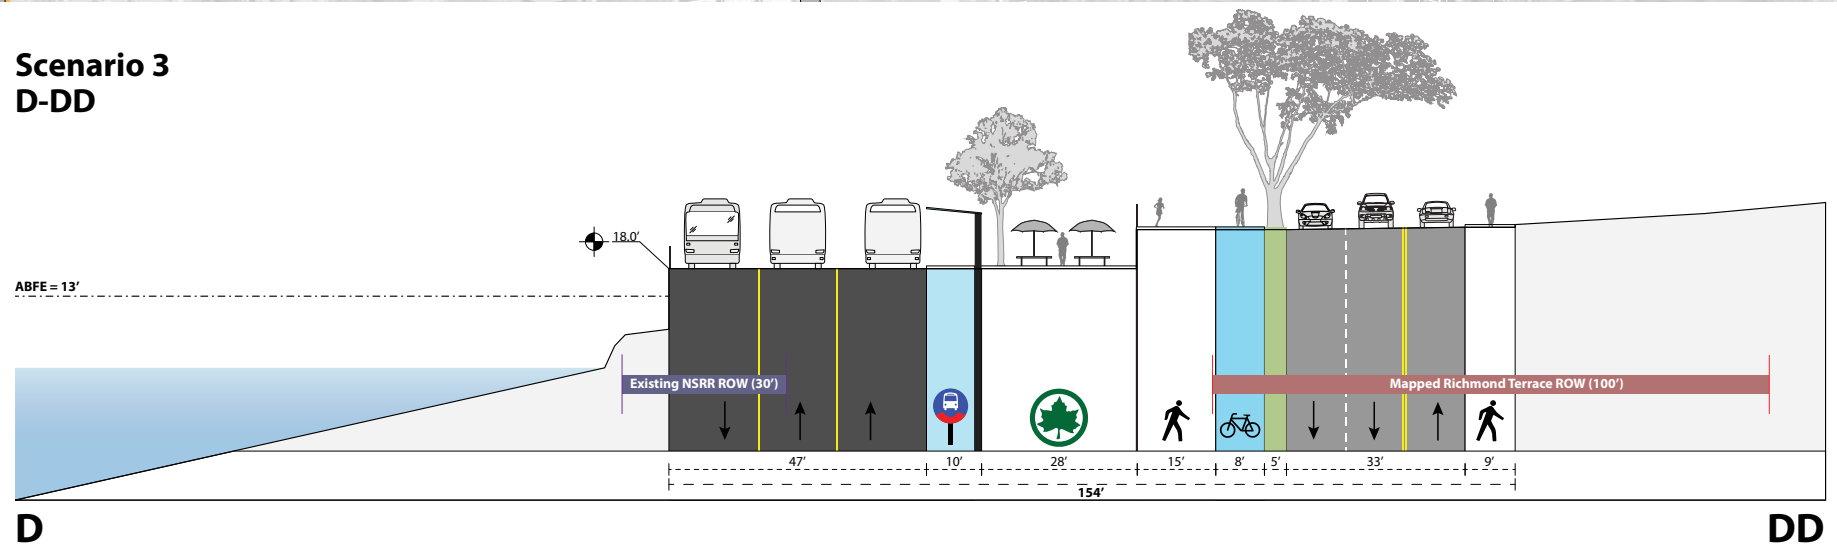 Scenario 3
D-DD
18.0'
ABFE = 13'
Existing NSRR ROW (30')
Mapped Richmond Terrace ROW (100')
47' 10' 28' 15' 8' 5' 33' 9'
154'
D DD